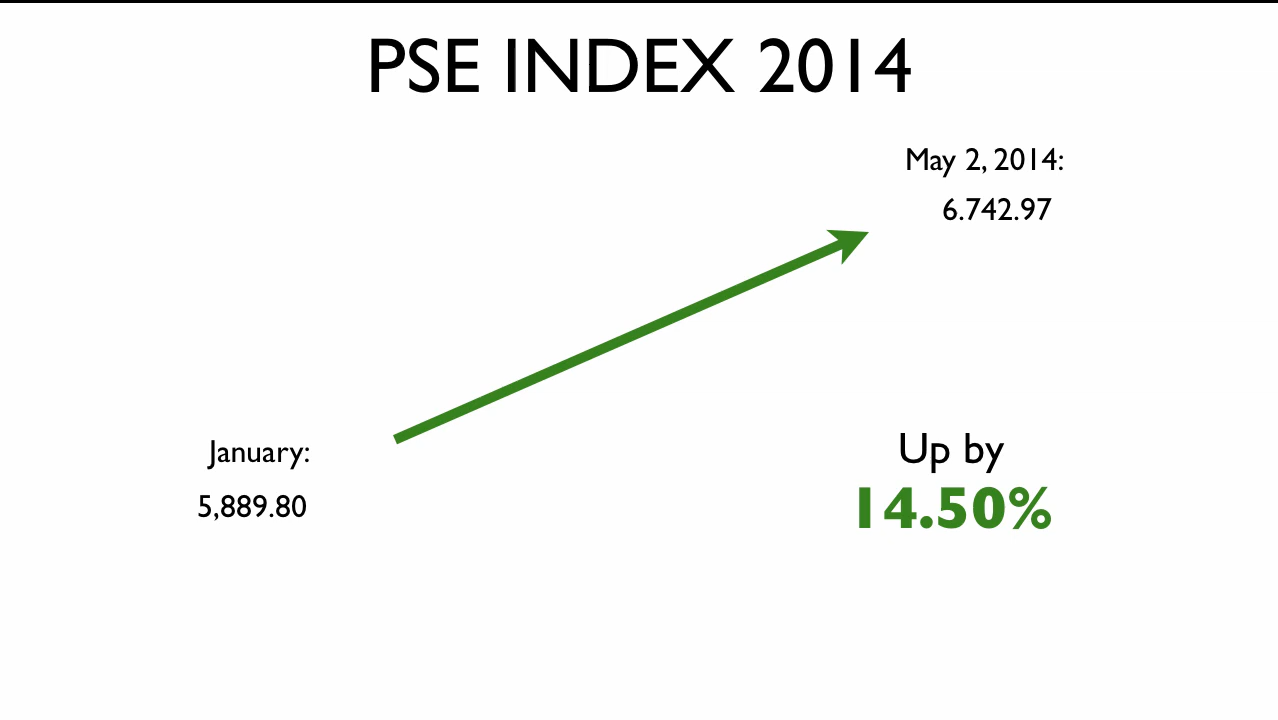 PSE INDEX 2014
May 2, 2014:
6.742.97
January:
5,889.80
Up by
14.50%